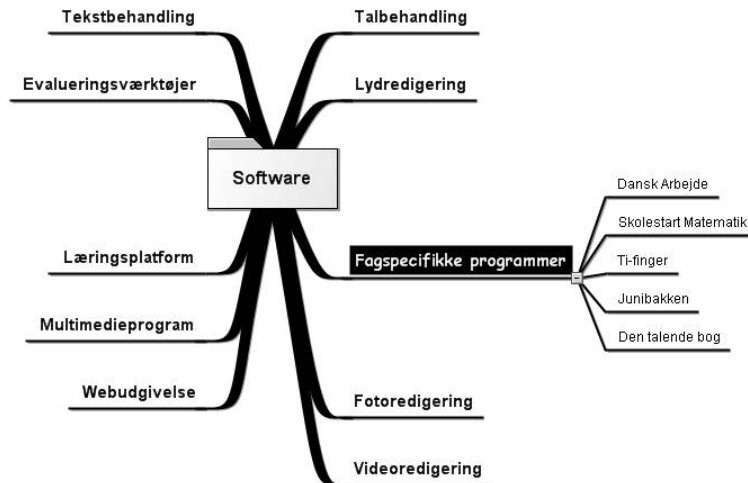 Tekstbehandling
Evalueringsværktøjer
Software
Læringsplatform
Multimedieprogram
Webudgivelse
Talbehandling
Lydredigering
Fagspecifikke programmer
Dansk Arbejde
Skolestart Matematik
Ti-finger
Junibakken
Den talende bog
Fotoredigering
Videoredigering